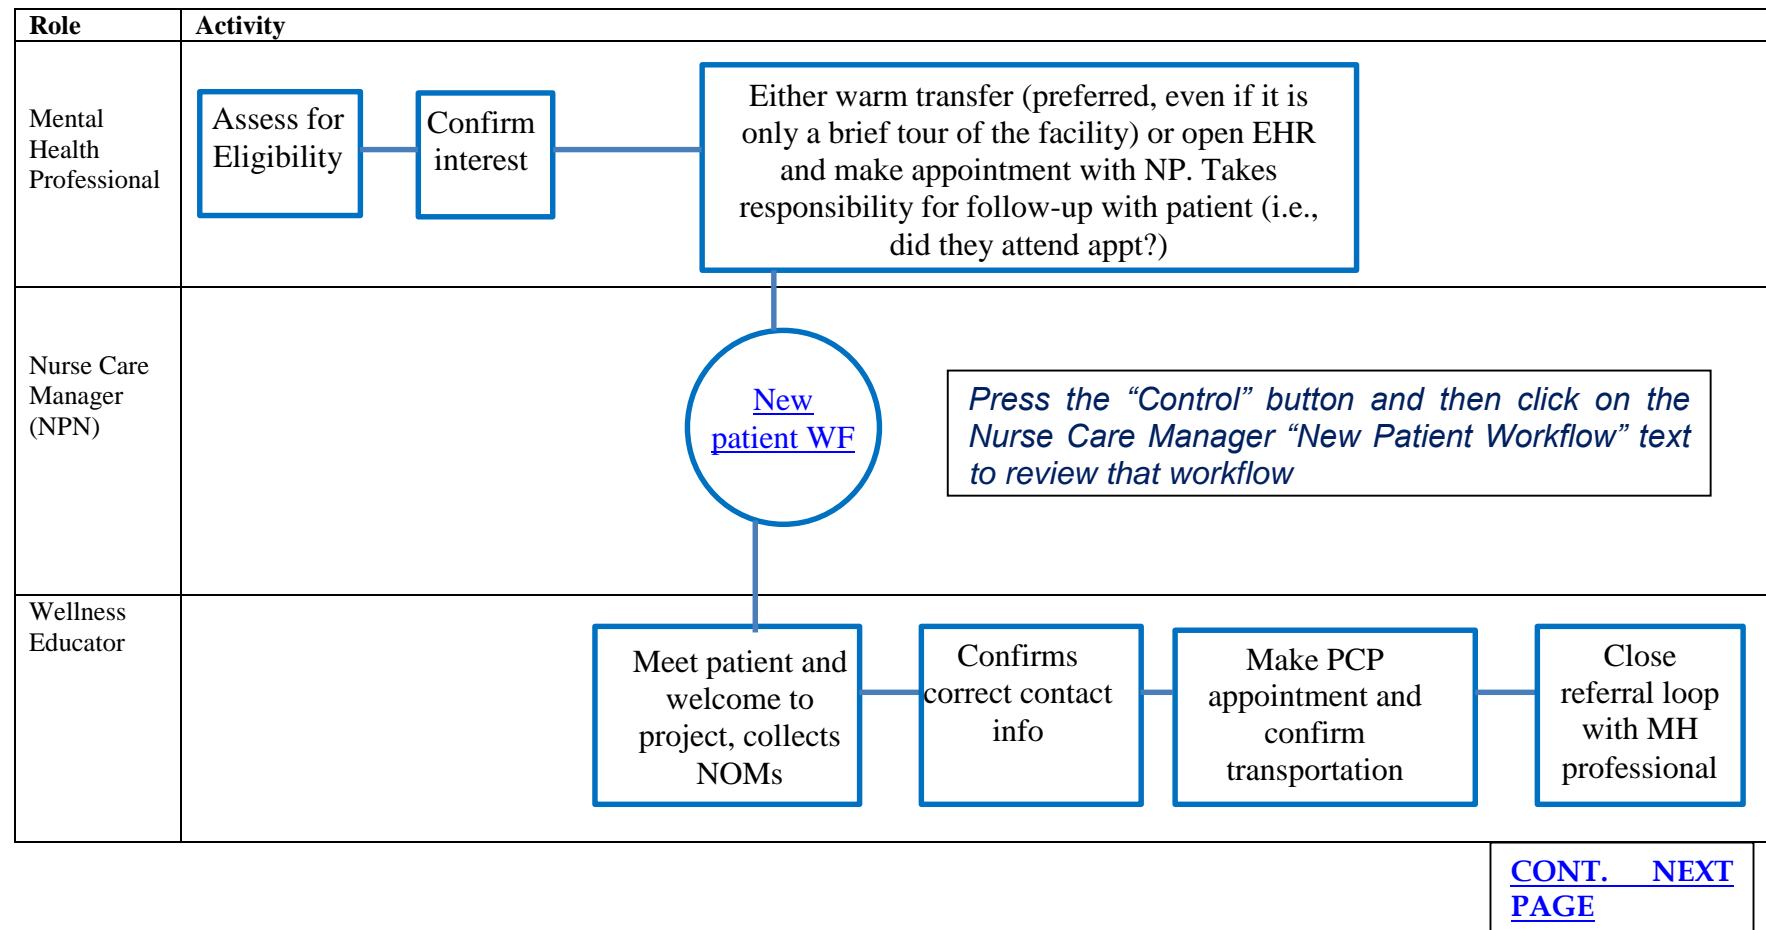 Role
Activity
Mental
Health
Professional
Assess for
Eligibility
Confirm
interest
Either warm transfer (preferred, even if it is
only a brief tour of the facility) or open EHR
and make appointment with NP. Takes
responsibility for follow-up with patient (i.e.,
did they attend appt?)
Nurse Care
Manager
(NPN)
New
patient WF
Press the “Control” button and then click on the
Nurse Care Manager “New Patient Workflow” text
to review that workflow
Wellness
Educator
Meet patient and
welcome to
project, collects
NOMs
Confirms
correct contact
info
Make PCP
appointment and
confirm
transportation
Close
referral loop
with MH
professional
CONT. NEXT
PAGE